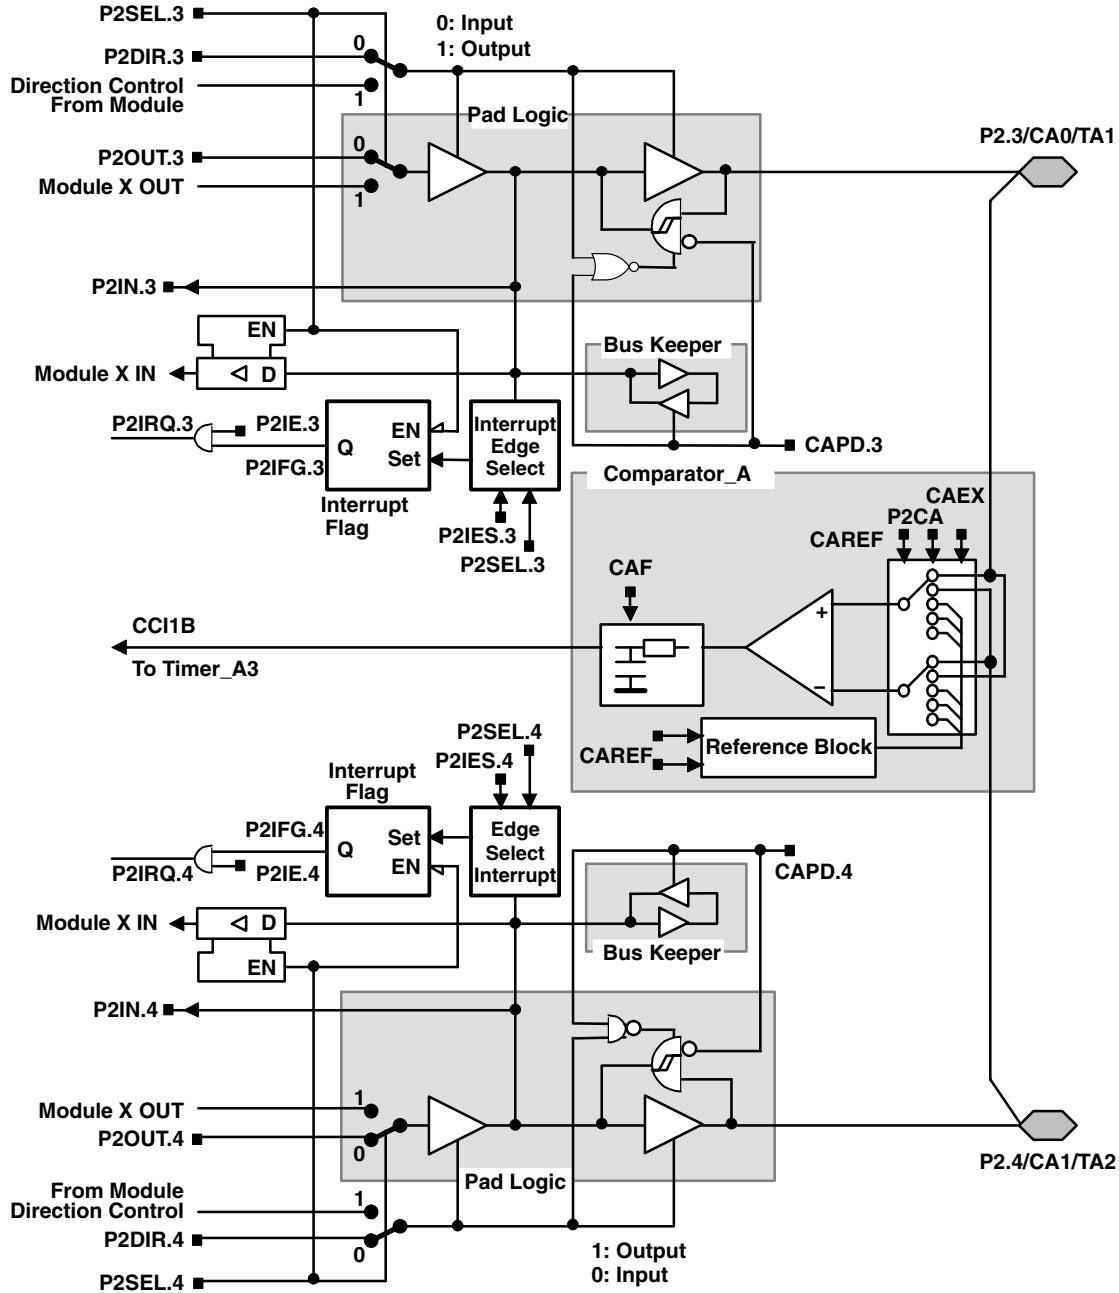 P2SEL.3
0: Input
1: Output
P2DIR.3
0
Direction Control
From Module
1
Pad Logic
P2.3/CA0/TA1
P2OUT.3
0
Module X OUT
1
P2IN.3
EN
Bus Keeper
Module X IN
D
P2IRQ.3
P2IE.3
P2IFG.3
Q
EN
Set
Interrupt
Edge
Select
CAPD.3
Interrupt
Flag
P2IES.3
P2SEL.3
Comparator_A
CAEX
P2CA
CAREF
CAF
+
CCI1B
To Timer_A3
−
P2SEL.4
P2IES.4
CAREF
Reference Block
Interrupt
Flag
P2IFG.4
Q
Set
EN
Edge
Select
Interrupt
P2IRQ.4
P2IE.4
CAPD.4
Module X IN
D
EN
Bus Keeper
P2IN.4
Module X OUT
1
P2OUT.4
0
P2.4/CA1/TA2
Pad Logic
From Module
Direction Control
1
P2DIR.4
0
1: Output
0: Input
P2SEL.4